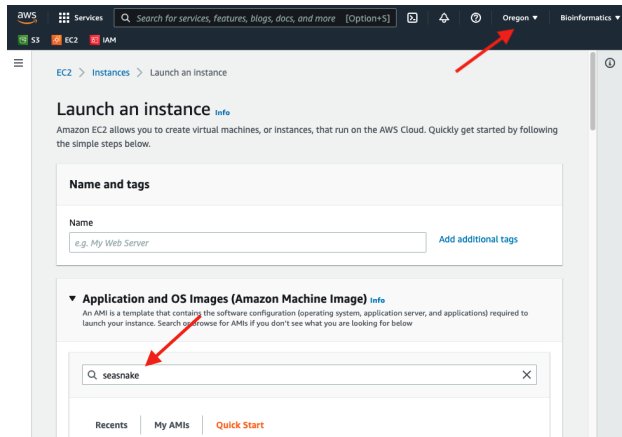 aws Services Search for services, features, blogs, docs, and more [Option+S] Oregon ▼ Bioinformatics ▼
S3 EC2 IAM
EC2 > Instances > Launch an instance
Launch an instance Info
Amazon EC2 allows you to create virtual machines, or instances, that run on the AWS Cloud. Quickly get started by following
the simple steps below.
Name and tags
Name
e.g. My Web Server Add additional tags
▼ Application and OS Images (Amazon Machine Image) Info
An AMI is a template that contains the software configuration (operating system, application server, and applications) required to
launch your instance. Search or Browse for AMIs if you don't see what you are looking for below
seasnake
Recents My AMIs Quick Start